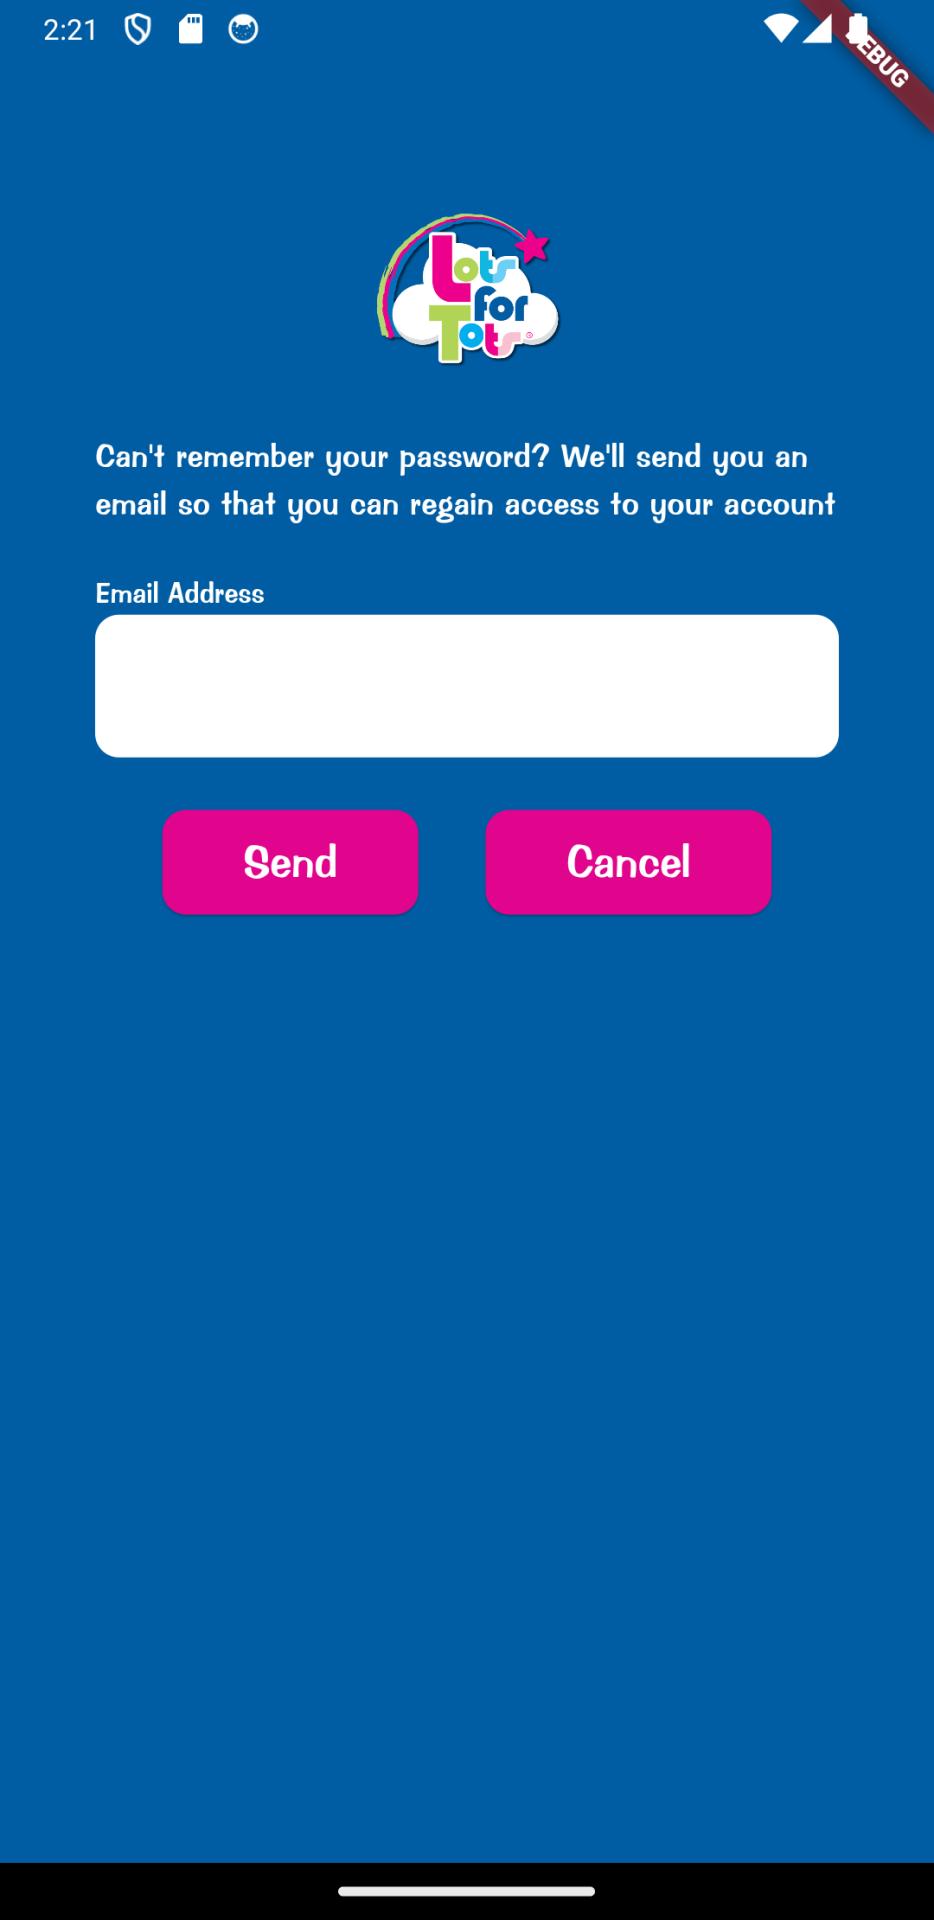 2:21
DEBUG
Lots
for
Tots®
Can't remember your password? We'll send you an
email so that you can regain access to your account
Email Address
Send Cancel